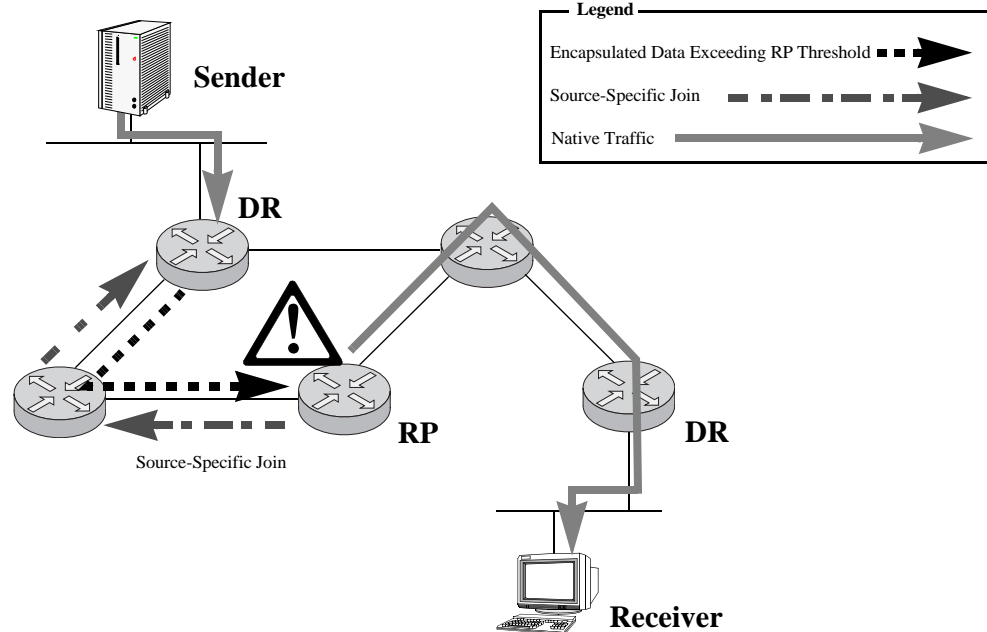 Legend
Encapsulated Data Exceeding RP Threshold
Source-Specific Join
Native Traffic
Sender
DR
RP
DR
Source-Specific Join
Receiver